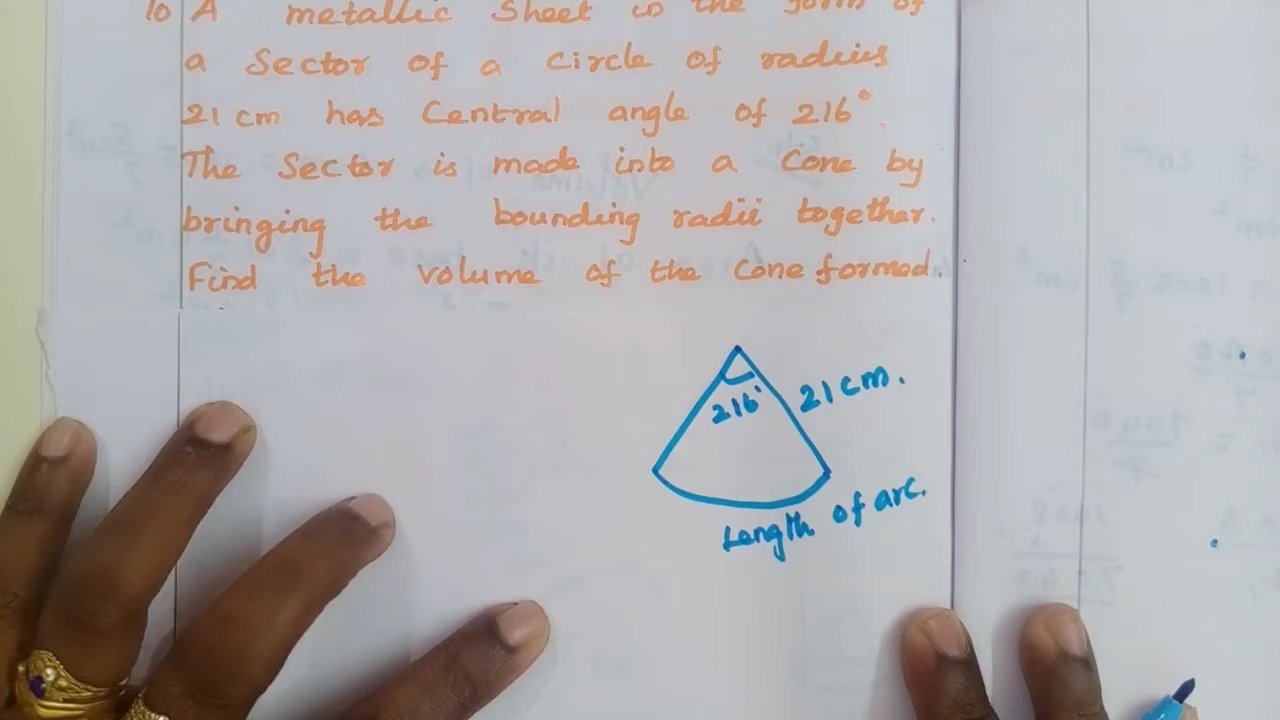 10 A metallic Sheet in the form of
a Sector of a circle of radius
21 cm has Central angle of 216°.
The Sector is made into a Cone by
bringing the bounding radii together.
Find the volume of the Cone formed.
216°
21 cm.
Length of arc.